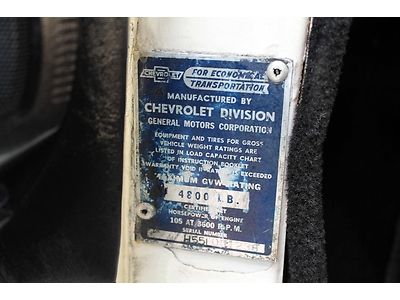 CHEVROLET
FOR ECONOMICAL
TRANSPORTATION
MANUFACTURED BY
CHEVROLET DIVISION
GENERAL MOTORS CORPORATION
EQUIPMENT AND TIRES FOR GROSS
VEHICLE WEIGHT RATINGS ARE
LISTED IN LOAD CAPACITY CHART
OF INSTRUCTION BOOKLET
WARRANTY VOID IF RATING IS EXCEEDED
MAXIMUM GVW RATING
4800 LB.
CERTIFIED NET
HORSEPOWER OF ENGINE
105 AT 3600 R.P.M.
SERIAL NUMBER
H55